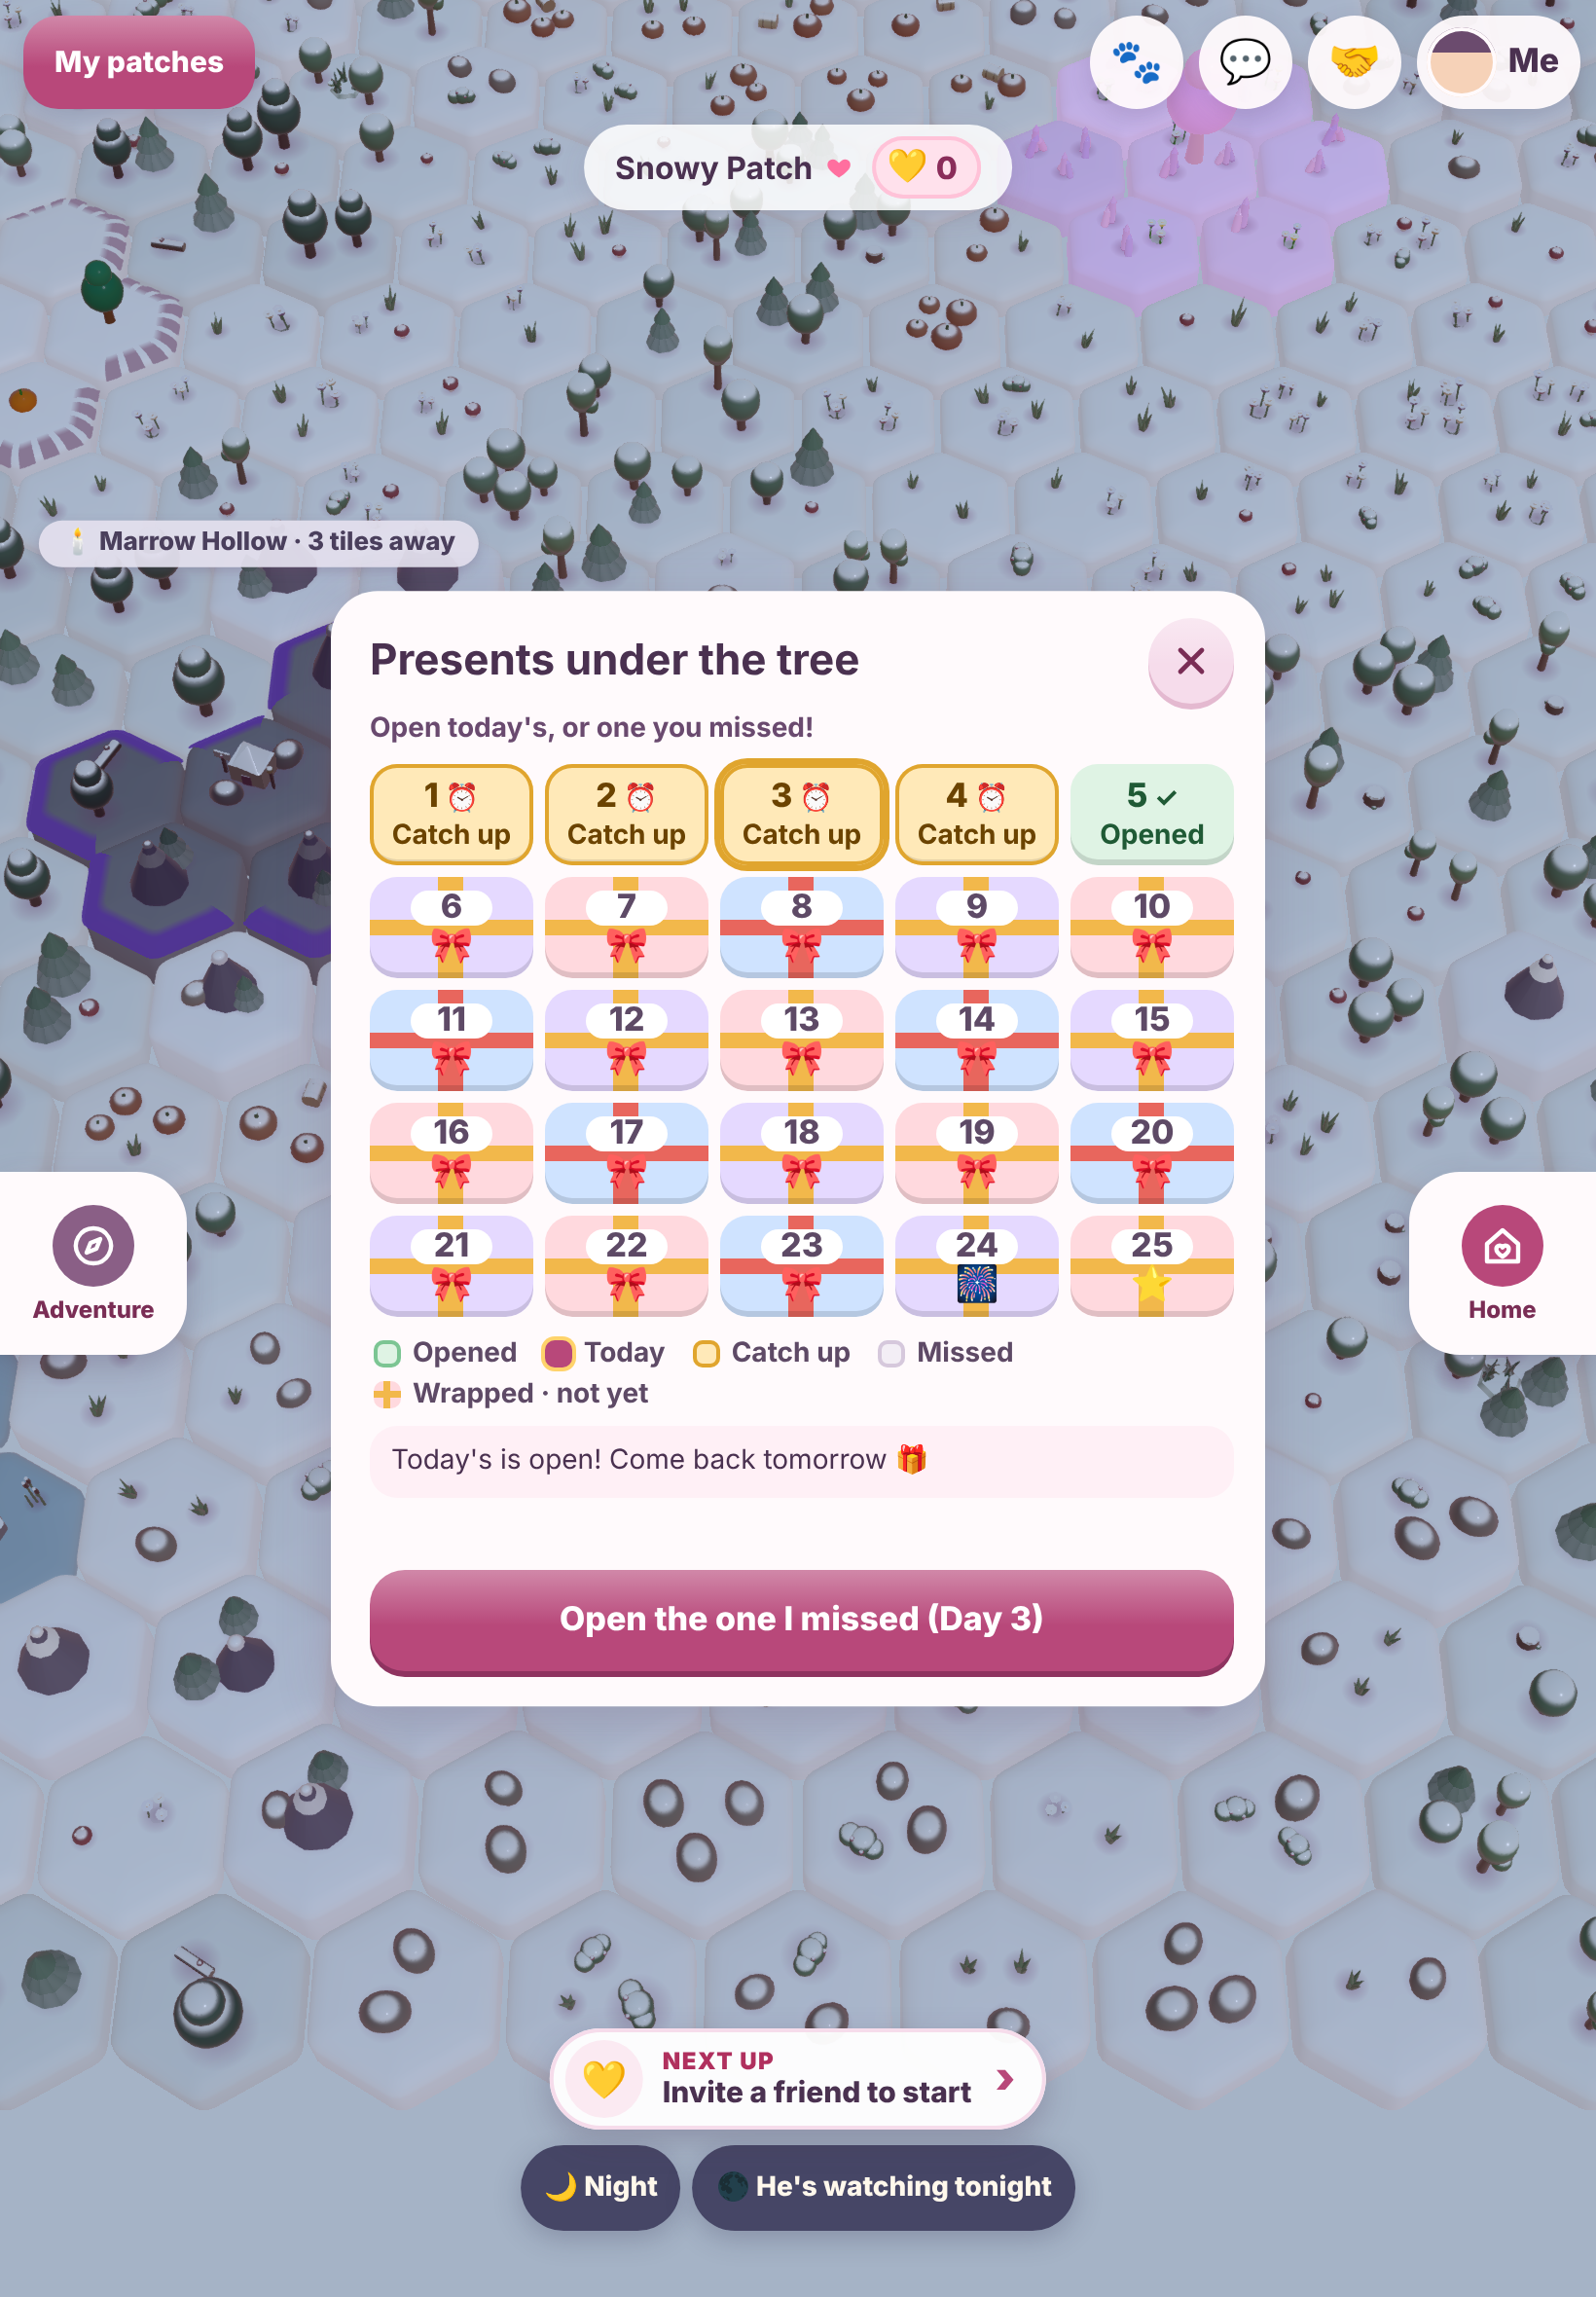 My patches
Me
Snowy Patch
0
Marrow Hollow · 3 tiles away
Presents under the tree
Open today's, or one you missed!
1
Catch up
2
Catch up
3
Catch up
4
Catch up
5 ✓
Opened
6
7
8
9
10
11
12
13
14
15
16
17
18
19
20
21
22
23
24
25
Adventure
Home
Opened
Today
Catch up
Missed
Wrapped · not yet
Today's is open! Come back tomorrow
Open the one I missed (Day 3)
NEXT UP
Invite a friend to start
Night
He's watching tonight